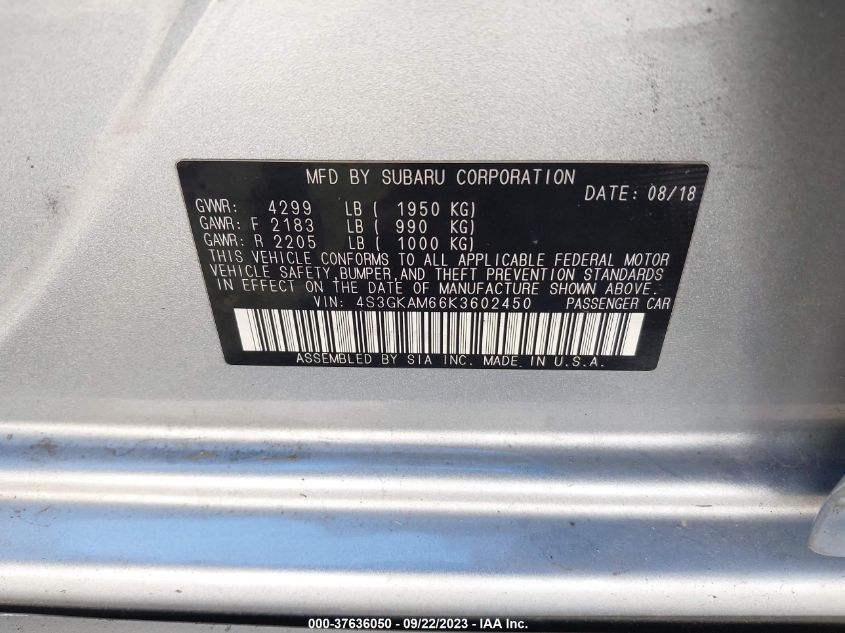 MFD BY SUBARU CORPORATION
DATE: 08/18
GVWR: 4299 LB ( 1950 KG)
GAWR: F 2183 LB ( 990 KG)
GAWR: R 2205 LB ( 1000 KG)
THIS VEHICLE CONFORMS TO ALL APPLICABLE FEDERAL MOTOR
VEHICLE SAFETY, BUMPER, AND THEFT PREVENTION STANDARDS
IN EFFECT ON THE DATE OF MANUFACTURE SHOWN ABOVE.
VIN: 4S3GKAM66K3602450 PASSENGER CAR
ASSEMBLED BY SIA INC. MADE IN U.S.A.
000-37636050 - 09/22/2023 - IAA Inc.